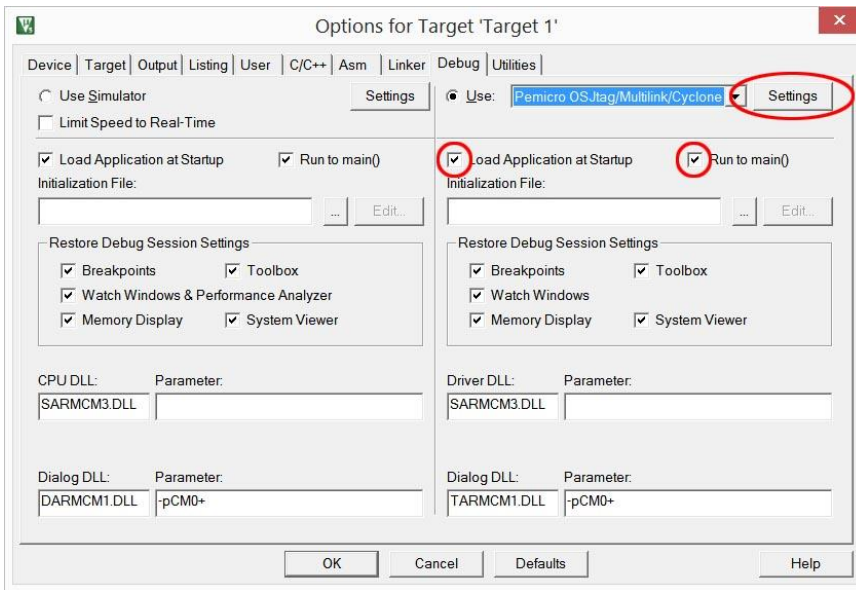 Options for Target 'Target 1'
Device Target Output Listing User C/C++ Asm Linker Debug Utilities
Use Simulator Settings
Limit Speed to Real-Time
Load Application at Startup Run to main()
Initialization File:
... Edit...
Restore Debug Session Settings
Breakpoints Toolbox
Watch Windows & Performance Analyzer
Memory Display System Viewer
CPU DLL: Parameter:
SARMCM3.DLL
Dialog DLL: Parameter:
DARMCM1.DLL -pCM0+
Use: Pemicro OSJtag/Multilink/Cyclone Settings
Load Application at Startup Run to main()
Initialization File:
... Edit...
Restore Debug Session Settings
Breakpoints Toolbox
Watch Windows
Memory Display System Viewer
Driver DLL: Parameter:
SARMCM3.DLL
Dialog DLL: Parameter:
TARMCM1.DLL -pCM0+
OK Cancel Defaults Help